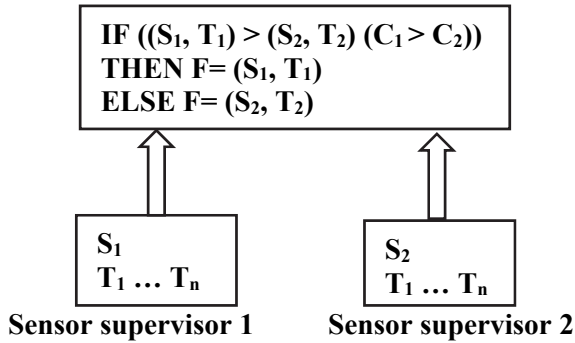 IF ((S₁, T₁) > (S₂, T₂) (C₁ > C₂))
THEN F= (S₁, T₁)
ELSE F= (S₂, T₂)
S₁
T₁ ... Tₙ
Sensor supervisor 1
S₂
T₁ ... Tₙ
Sensor supervisor 2